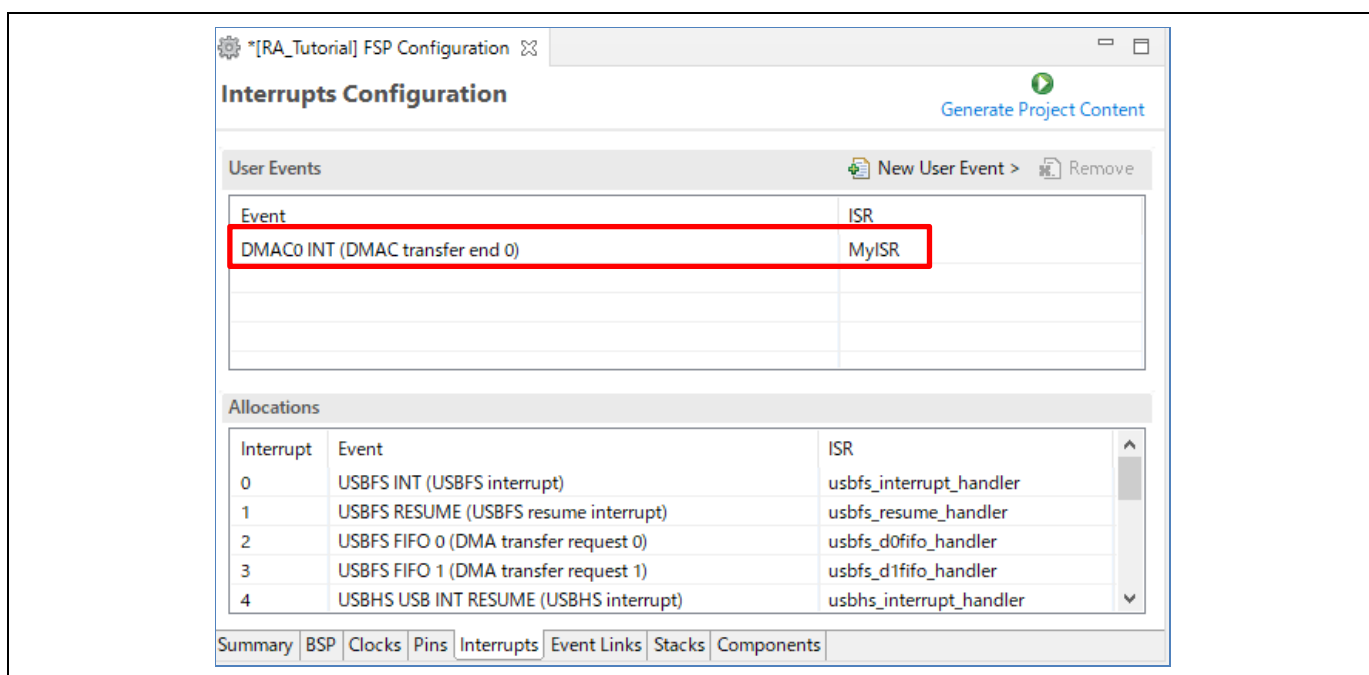 *[RA_Tutorial] FSP Configuration
Interrupts Configuration
Generate Project Content
User Events New User Event > Remove
Event ISR
DMAC0 INT (DMAC transfer end 0) MyISR
Allocations
Interrupt Event ISR
0 USBFS INT (USBFS interrupt) usbfs_interrupt_handler
1 USBFS RESUME (USBFS resume interrupt) usbfs_resume_handler
2 USBFS FIFO 0 (DMA transfer request 0) usbfs_d0fifo_handler
3 USBFS FIFO 1 (DMA transfer request 1) usbfs_d1fifo_handler
4 USBHS USB INT RESUME (USBHS interrupt) usbhs_interrupt_handler
Summary BSP Clocks Pins Interrupts Event Links Stacks Components